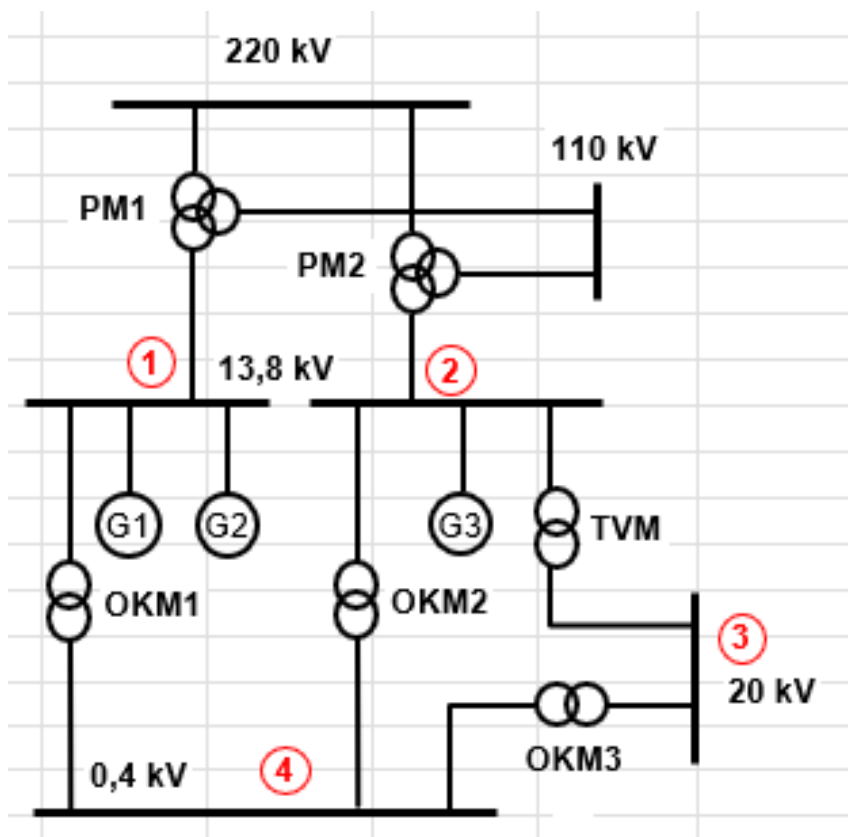 220 kV
110 kV
PM1
PM2
1
13,8 kV
2
G1
G2
G3
TVM
OKM1
OKM2
3
20 kV
OKM3
0,4 kV
4